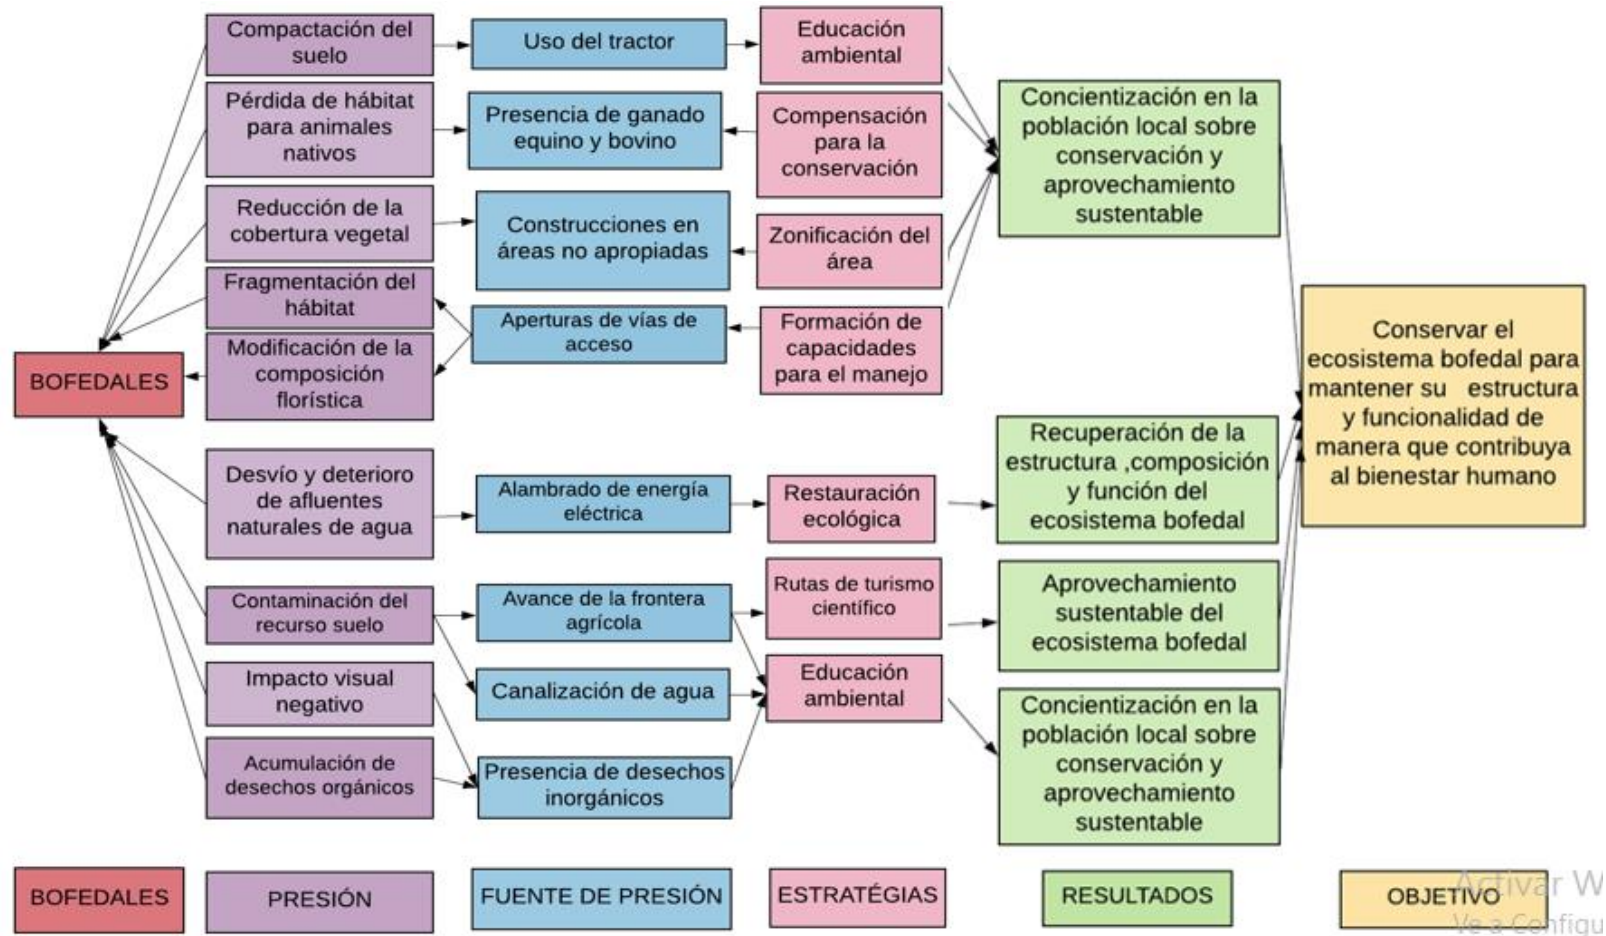 Compactación del
suelo
Uso del tractor
Educación
ambiental
Pérdida de hábitat
para animales
nativos
Presencia de ganado
equino y bovino
Compensación
para la
conservación
Concientización en la
población local sobre
conservación y
aprovechamiento
sustentable
Reducción de la
cobertura vegetal
Construcciones en
áreas no apropiadas
Zonificación del
área
Fragmentación del
hábitat
Aperturas de vías de
acceso
Formación de
capacidades
para el manejo
Modificación de la
composición
florística
BOFEDALES
Conservar el
ecosistema bofedal para
mantener su estructura
y funcionalidad de
manera que contribuya
al bienestar humano
Desvío y deterioro
de afluentes
naturales de agua
Alambrado de energía
eléctrica
Restauración
ecológica
Recuperación de la
estructura ,composición
y función del
ecosistema bofedal
Contaminación del
recurso suelo
Avance de la frontera
agrícola
Rutas de turismo
científico
Aprovechamiento
sustentable del
ecosistema bofedal
Impacto visual
negativo
Canalización de agua
Educación
ambiental
Acumulación de
desechos orgánicos
Presencia de desechos
inorgánicos
Concientización en la
población local sobre
conservación y
aprovechamiento
sustentable
BOFEDALES
PRESIÓN
FUENTE DE PRESIÓN
ESTRATÉGIAS
RESULTADOS
OBJETIVO
Activar W
Ve a Configu